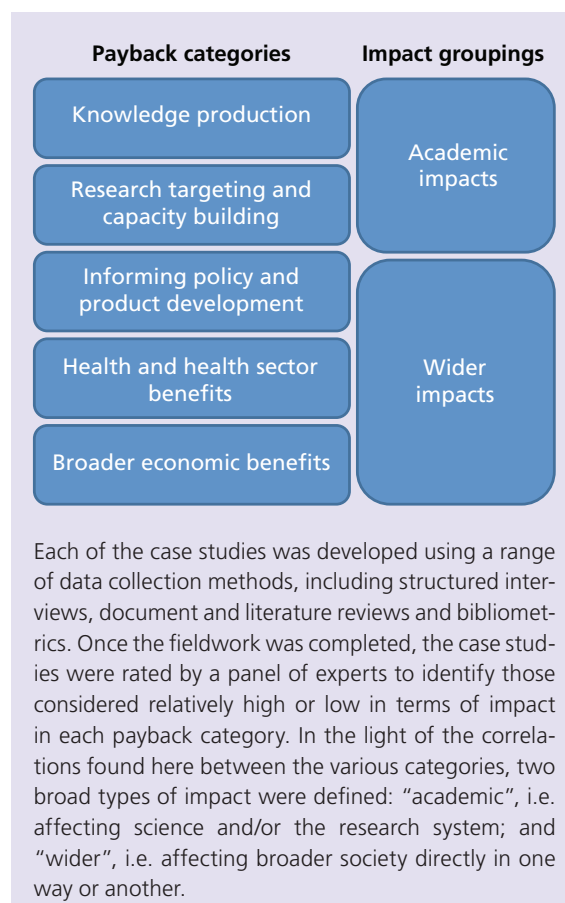 Payback categories
Impact groupings
Knowledge production
Research targeting and
capacity building
Informing policy and
product development
Health and health sector
benefits
Broader economic benefits
Academic
impacts
Wider
impacts
Each of the case studies was developed using a range
of data collection methods, including structured inter-
views, document and literature reviews and bibliomet-
rics. Once the fieldwork was completed, the case stud-
ies were rated by a panel of experts to identify those
considered relatively high or low in terms of impact
in each payback category. In the light of the correla-
tions found here between the various categories, two
broad types of impact were defined: “academic”, i.e.
affecting science and/or the research system; and
“wider”, i.e. affecting broader society directly in one
way or another.